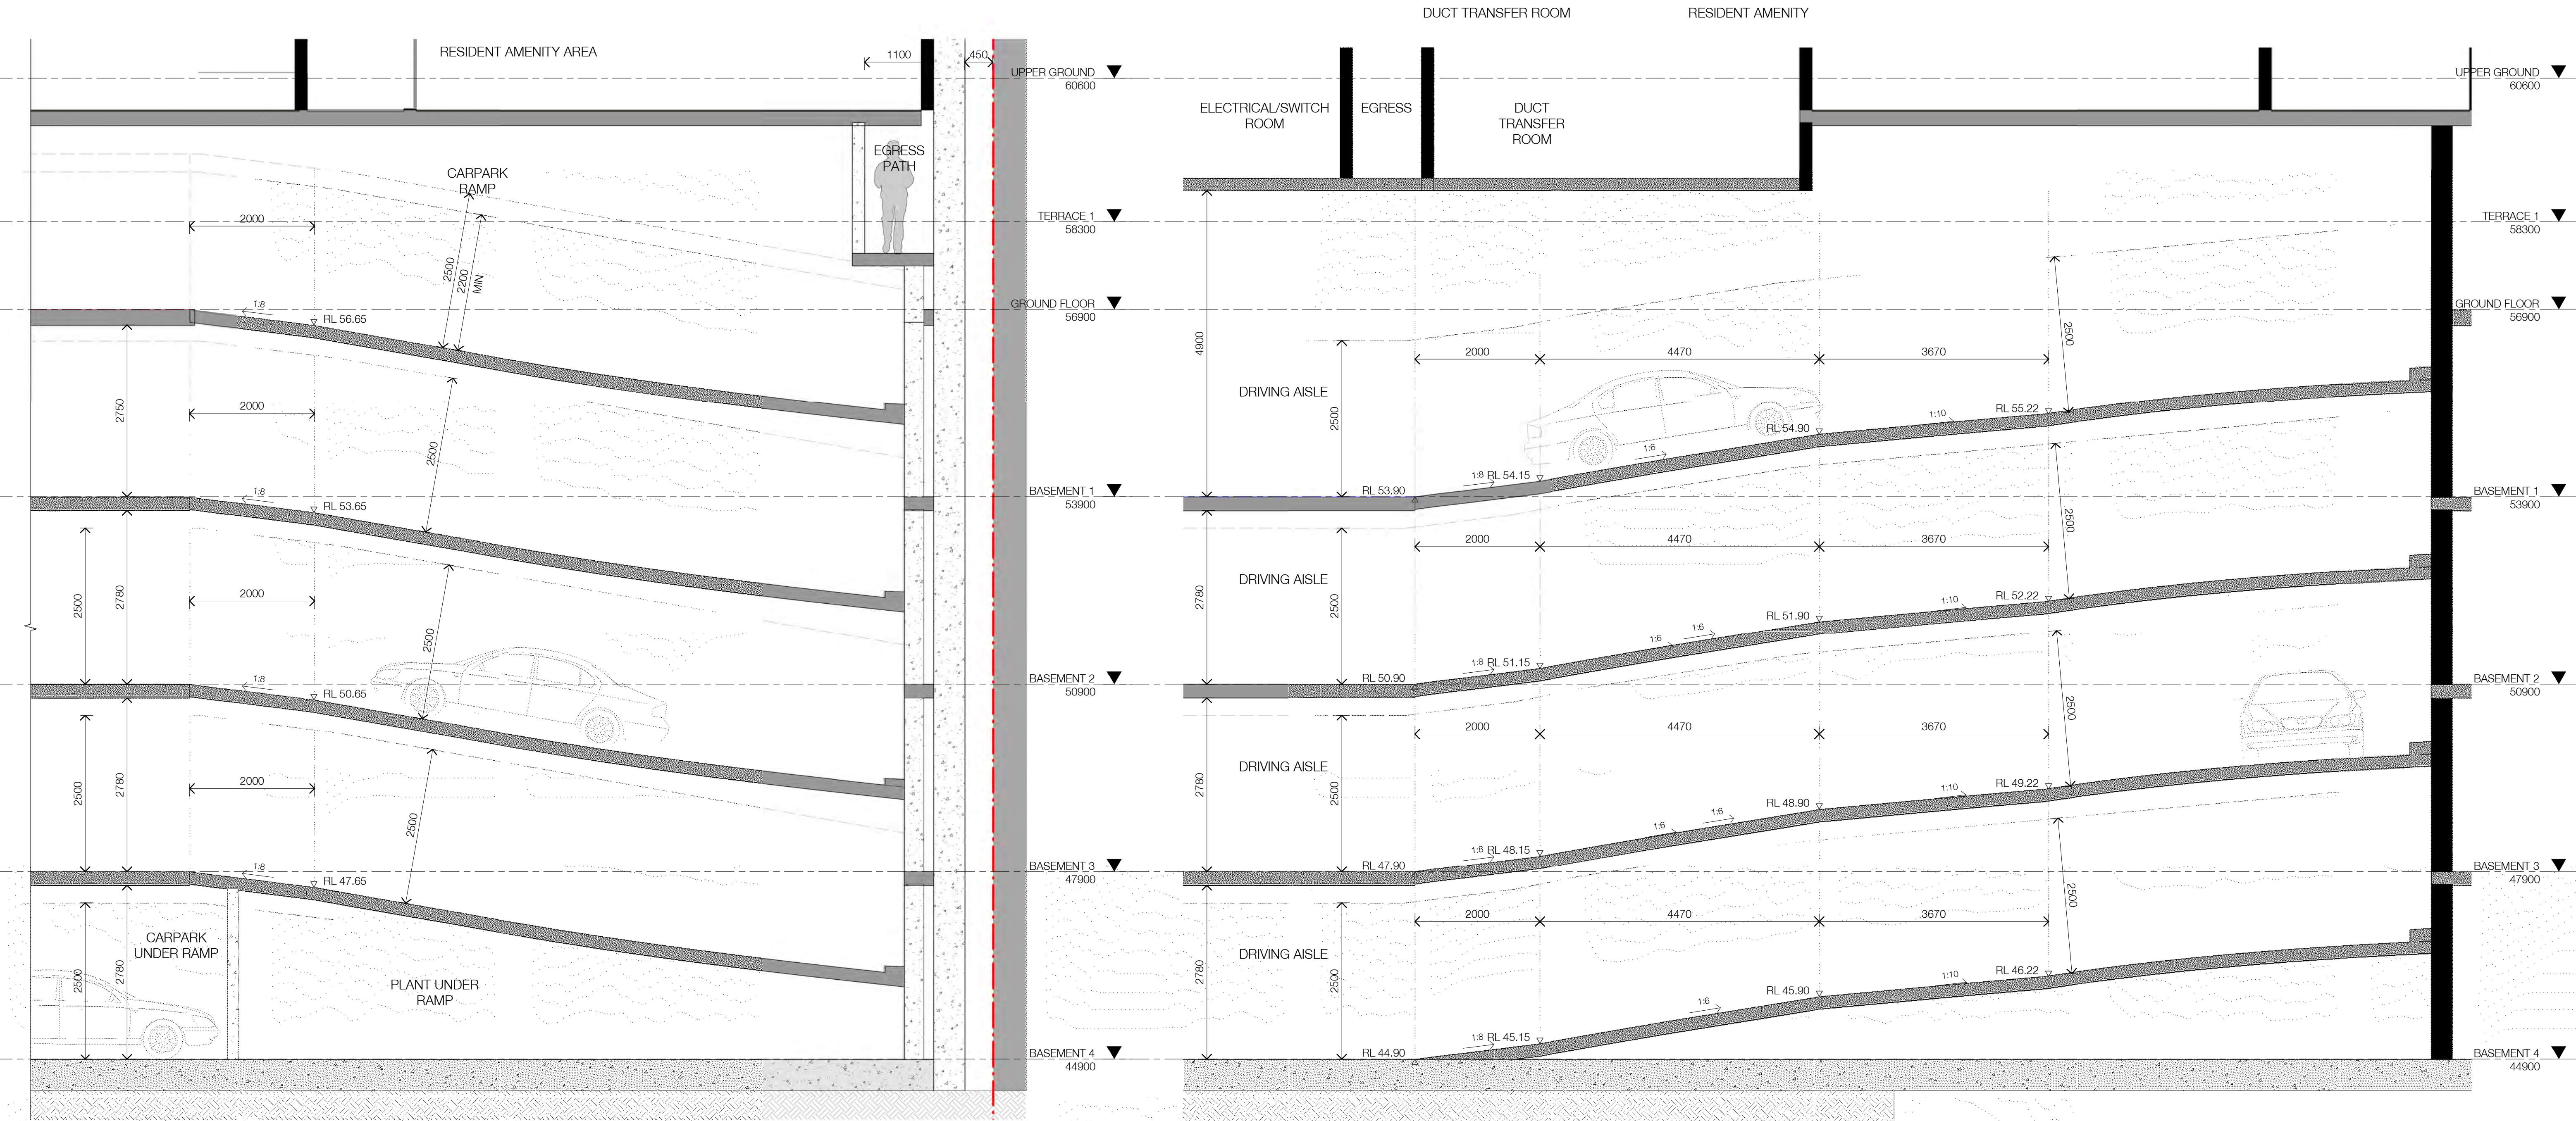 DUCT TRANSFER ROOM
RESIDENT AMENITY
RESIDENT AMENITY AREA
1100
450
UPPER GROUND
60600
EGRESS
PATH
CARPARK
RAMP
2000
TERRACE 1
58300
2500
2200
MIN
1:8
RL 56.65
GROUND FLOOR
56900
2750
2000
2500
1:8
RL 53.65
BASEMENT 1
53900
2500
2780
2000
2500
1:8
RL 50.65
BASEMENT 2
50900
2500
2780
2000
2500
1:8
RL 47.65
BASEMENT 3
47900
CARPARK
UNDER RAMP
2500
2780
PLANT UNDER
RAMP
BASEMENT 4
44900
ELECTRICAL/SWITCH
ROOM
EGRESS
DUCT
TRANSFER
ROOM
UPPER GROUND
60600
TERRACE 1
58300
GROUND FLOOR
56900
4900
2000
4470
3670
2500
DRIVING AISLE
2500
RL 53.90
1:8 RL 54.15
1:6
RL 54.90
1:10
RL 55.22
BASEMENT 1
53900
2000
4470
3670
2500
2780
DRIVING AISLE
2500
RL 50.90
1:8 RL 51.15
1:6
1:6
RL 51.90
1:10
RL 52.22
BASEMENT 2
50900
2000
4470
3670
2500
2780
DRIVING AISLE
2500
RL 47.90
1:8 RL 48.15
1:6
1:6
RL 48.90
1:10
RL 49.22
BASEMENT 3
47900
2000
4470
3670
2500
2780
DRIVING AISLE
2500
RL 44.90
1:8 RL 45.15
1:6
RL 45.90
1:10
RL 46.22
BASEMENT 4
44900